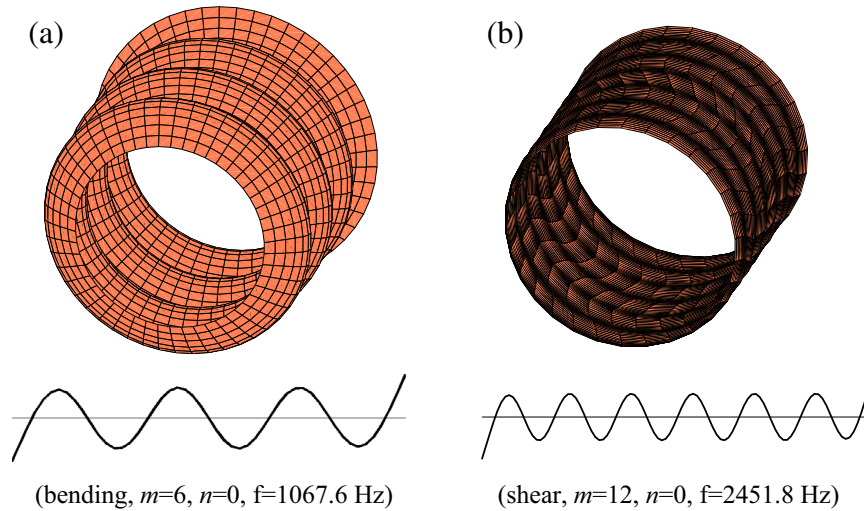 (a)
(b)
(bending, m=6, n=0, f=1067.6 Hz)
(shear, m=12, n=0, f=2451.8 Hz)